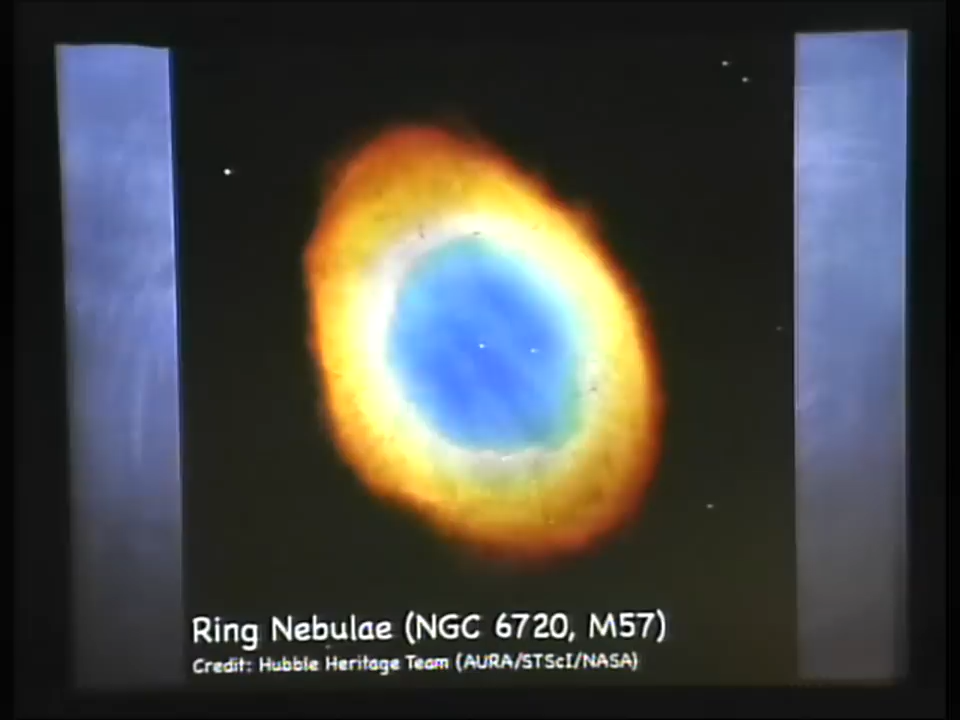 Ring Nebulae (NGC 6720, M57)
Credit: Hubble Heritage Team (AURA/STScI/NASA)